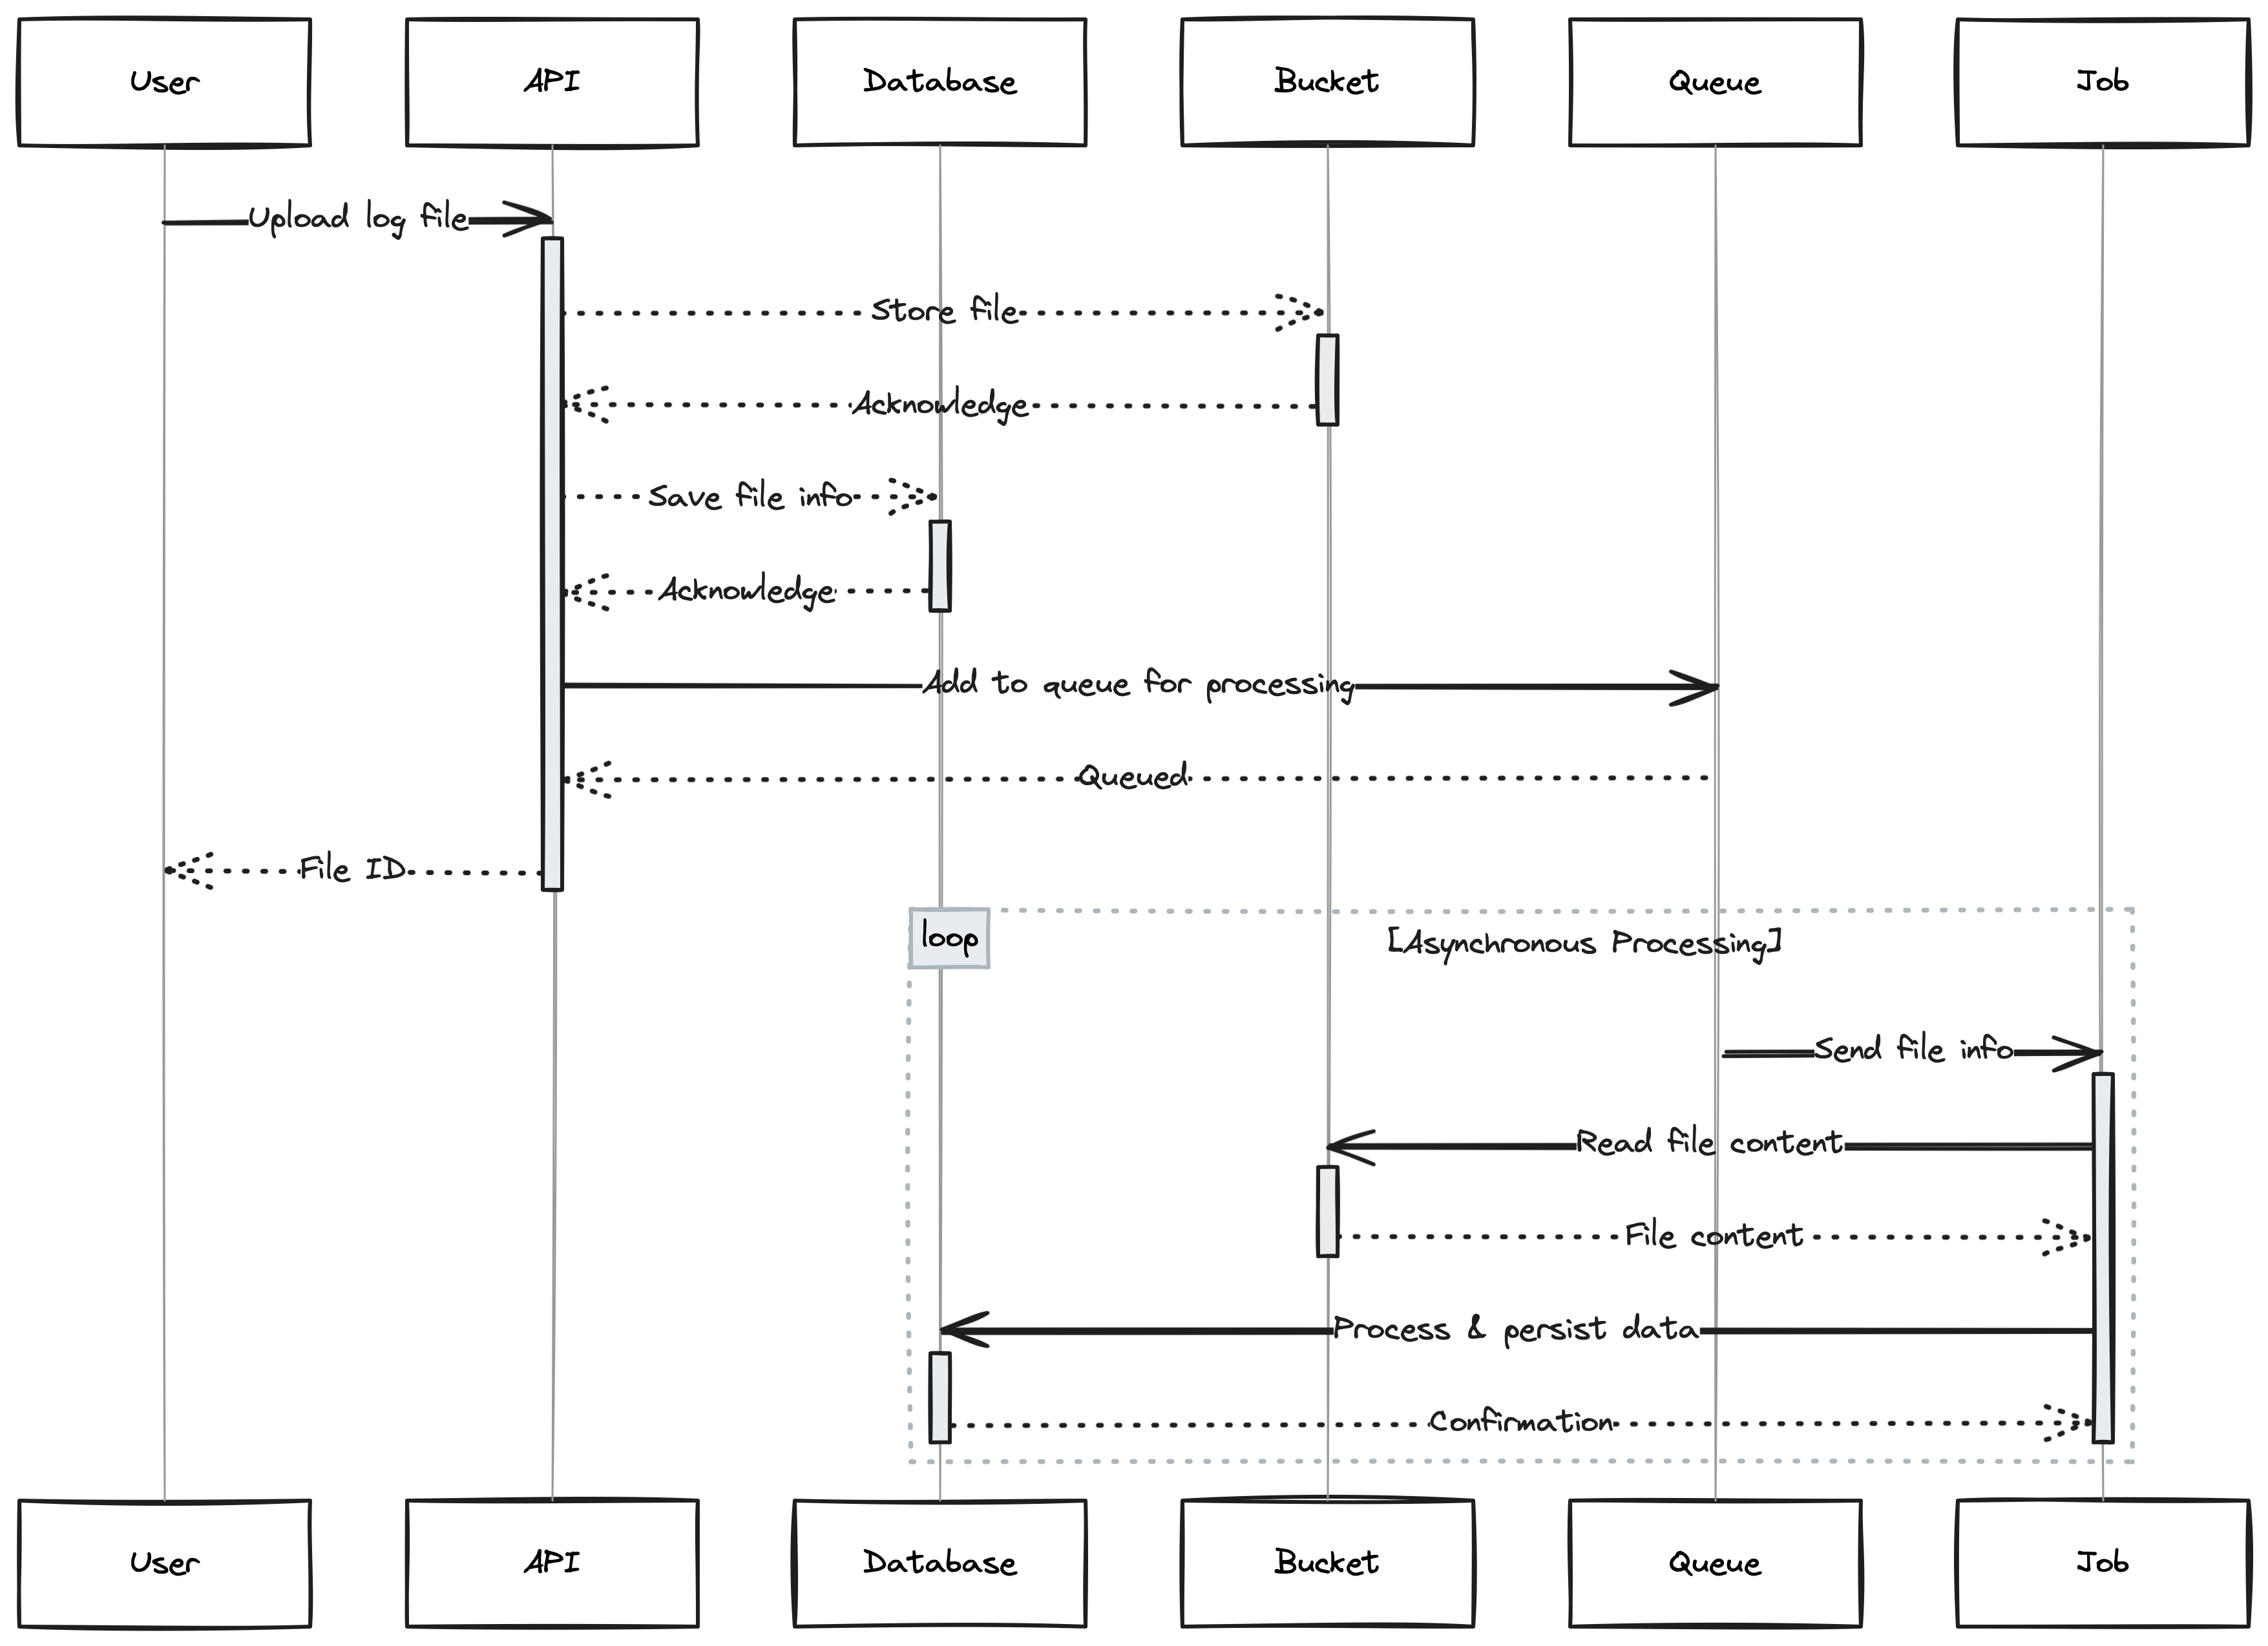 User
API
Database
Bucket
Queue
Job
Upload log file
Store file
Acknowledge
Save file info
Acknowledge
Add to queue for processing
Queued
File ID
loop
[Asynchronous Processing]
Send file info
Read file content
File content
Process & persist data
Confirmation
User
API
Database
Bucket
Queue
Job